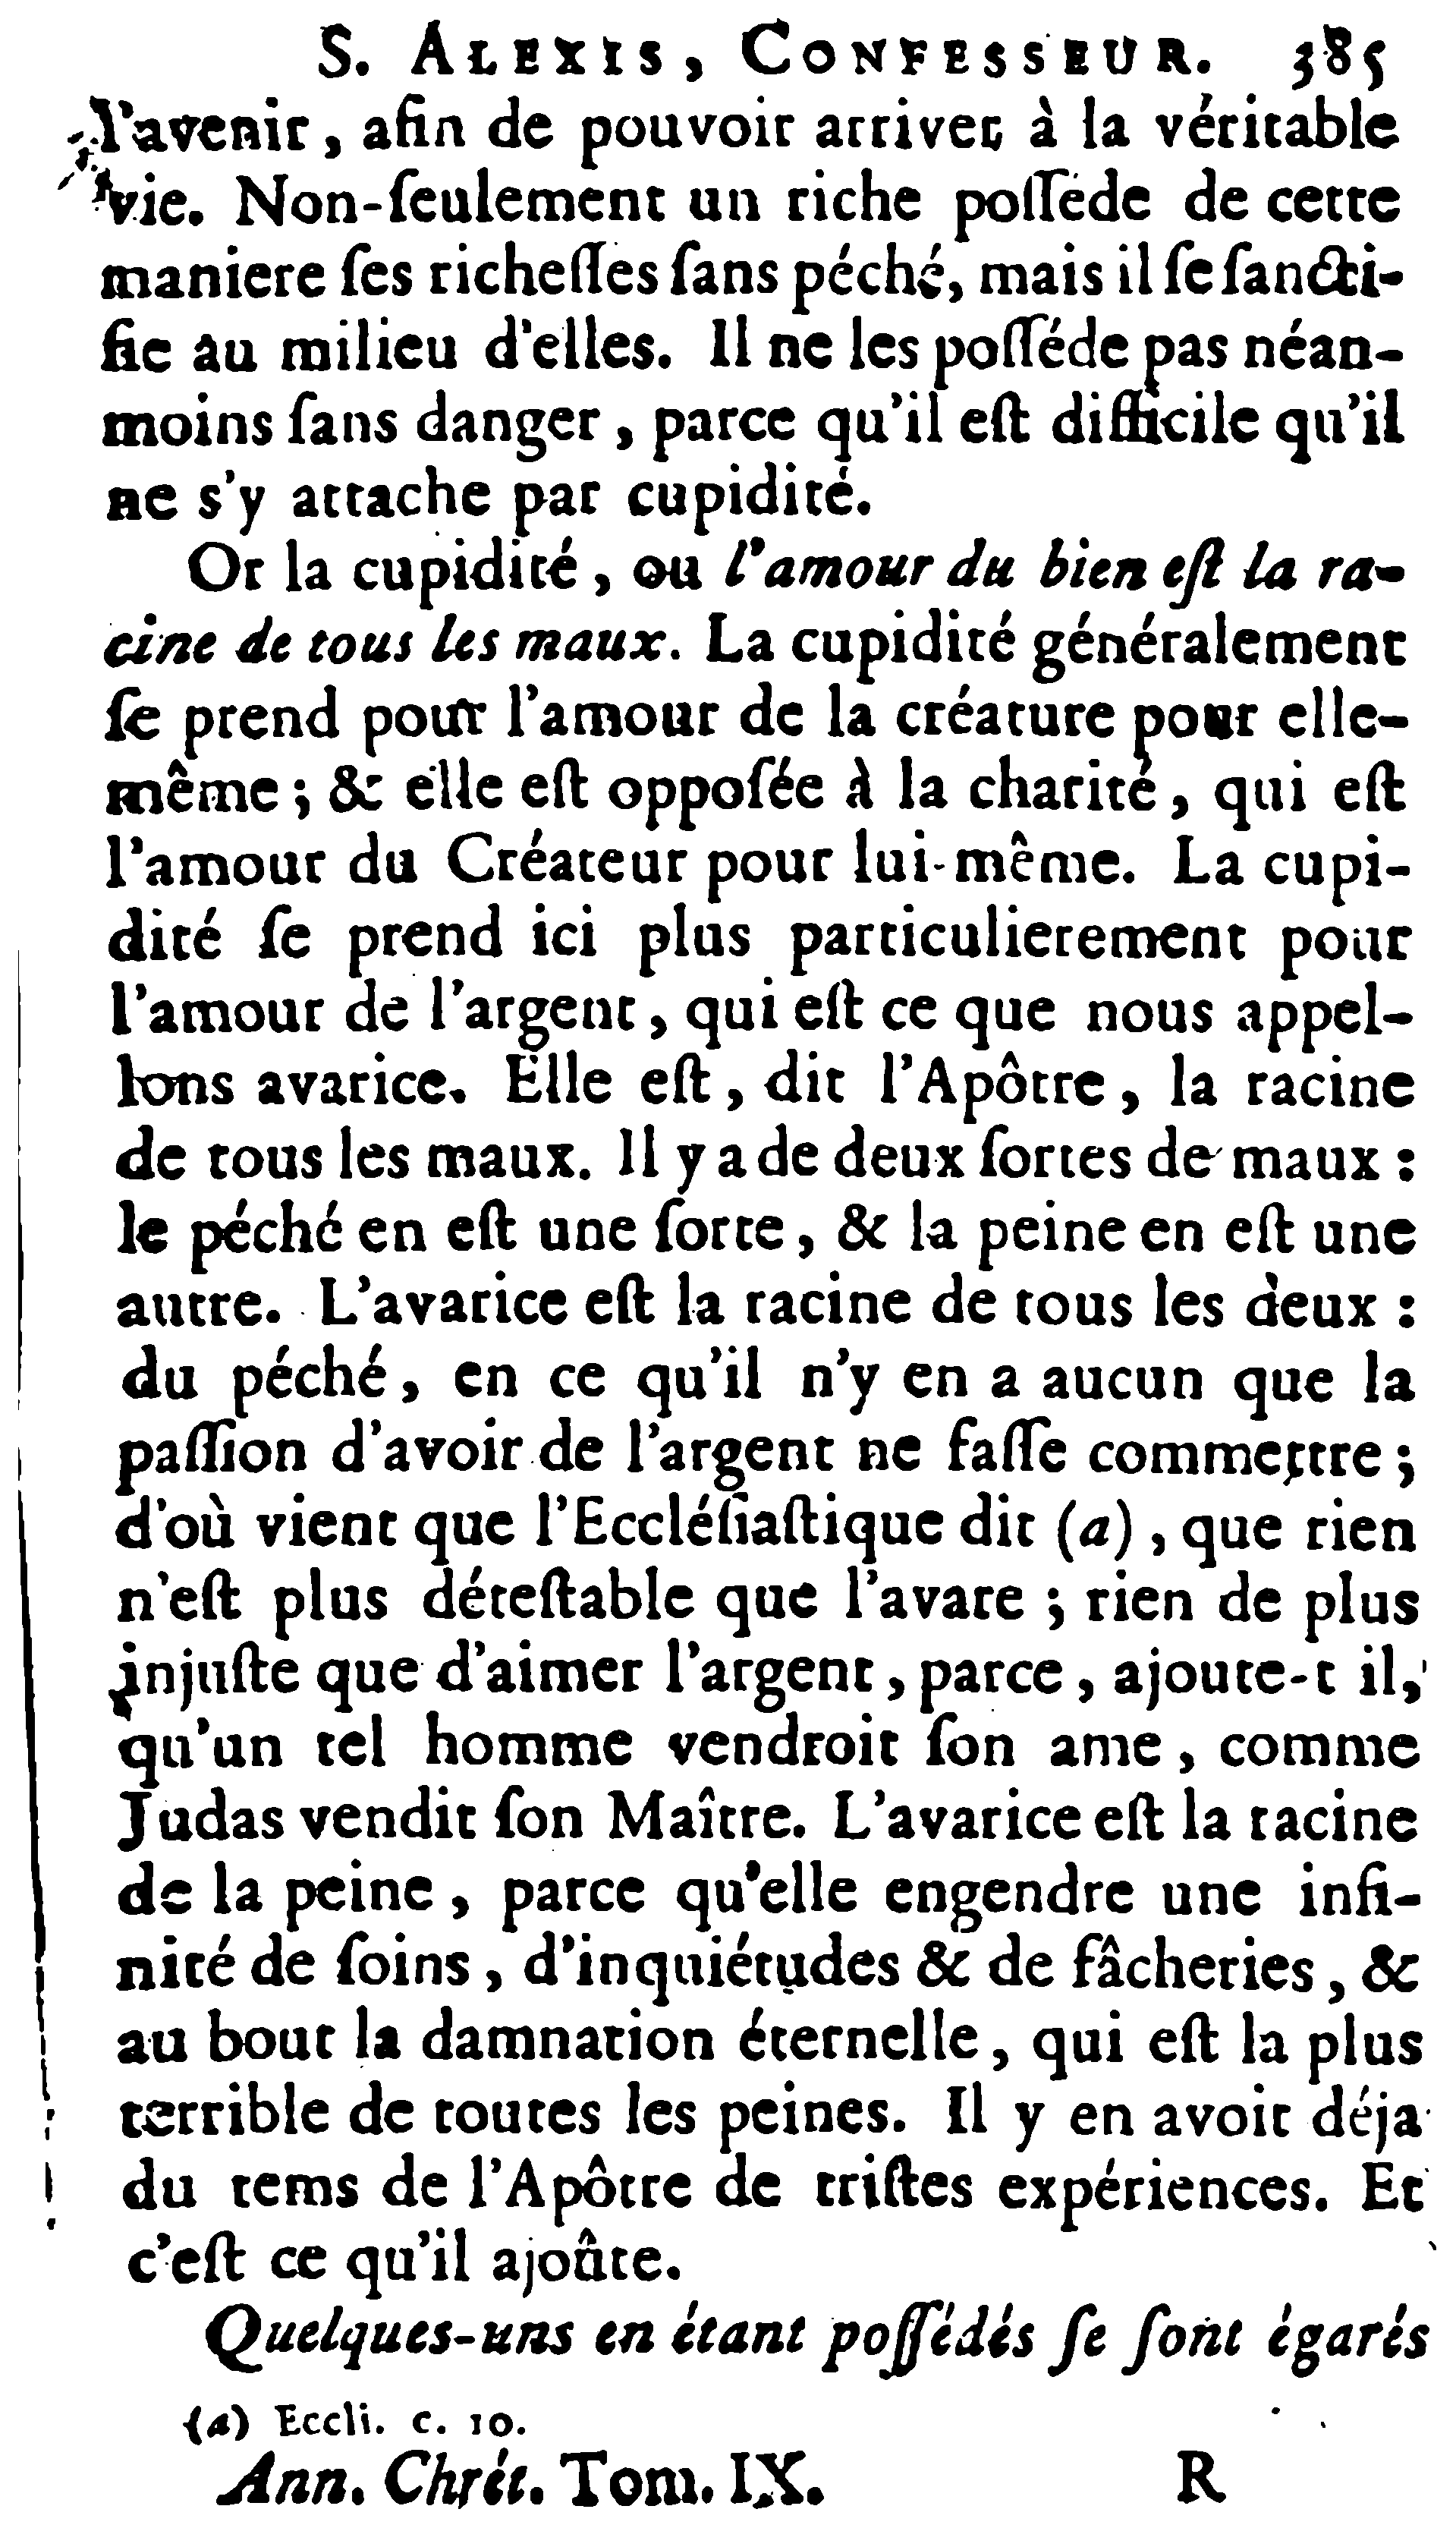 S. ALEXIS, CONFESSEUR. 385
l'avenir, afin de pouvoir arriver à la véritable
vie. Non-ſeulement un riche poſſéde de cette
maniere ſes richeſſes ſans péché, mais il ſe ſancti-
fie au milieu d'elles. Il ne les poſſéde pas néan-
moins ſans danger, parce qu'il eſt difficile qu'il
ne s'y attache par cupidité.
Or la cupidité, ou l'amour du bien eſt la ra-
cine de tous les maux. La cupidité généralement
ſe prend pour l'amour de la créature pour elle-
même; & elle eſt oppoſée à la charité, qui eſt
l'amour du Créateur pour lui-même. La cupi-
dité ſe prend ici plus particulierement pour
l'amour de l'argent, qui eſt ce que nous appel-
lons avarice. Elle eſt, dit l'Apôtre, la racine
de tous les maux. Il y a de deux ſortes de maux :
le péché en eſt une ſorte, & la peine en eſt une
autre. L'avarice eſt la racine de tous les deux :
du péché, en ce qu'il n'y en a aucun que la
paſſion d'avoir de l'argent ne faſſe commettre;
d'où vient que l'Eccléſiaſtique dit (a), que rien
n'eſt plus déteſtable que l'avare; rien de plus
injuſte que d'aimer l'argent, parce, ajoute-t il,
qu'un tel homme vendroit ſon ame, comme
Judas vendit ſon Maître. L'avarice eſt la racine
de la peine, parce qu'elle engendre une infi-
nité de ſoins, d'inquiétudes & de fâcheries, &
au bout la damnation éternelle, qui eſt la plus
terrible de toutes les peines. Il y en avoit déja
du tems de l'Apôtre de triſtes expériences. Et
c'eſt ce qu'il ajoûte.
Quelques-uns en étant poſſédés ſe ſont égarés
(a) Eccli. c. 10.
Ann. Chrét. Tom. IX. R